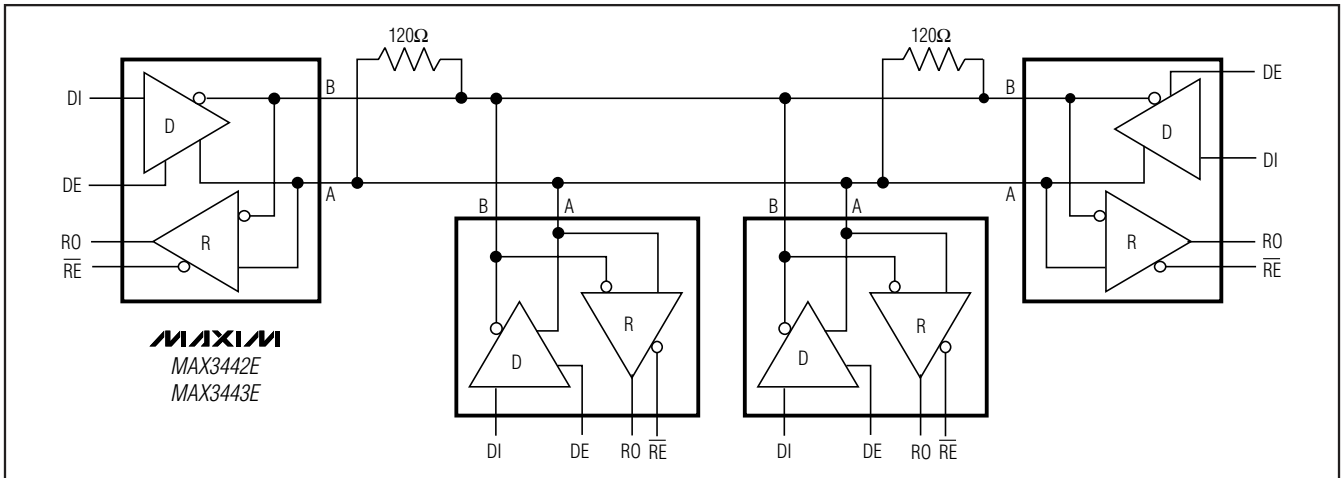 120Ω
120Ω
B
B
DE
DI
D
D
DI
DE
A
A
B
A
B
A
RO
R
R
RO
RE
RE
R
R
MAXIM
MAX3442E
MAX3443E
D
D
DI
DE
RO
RE
DI
DE
RO
RE